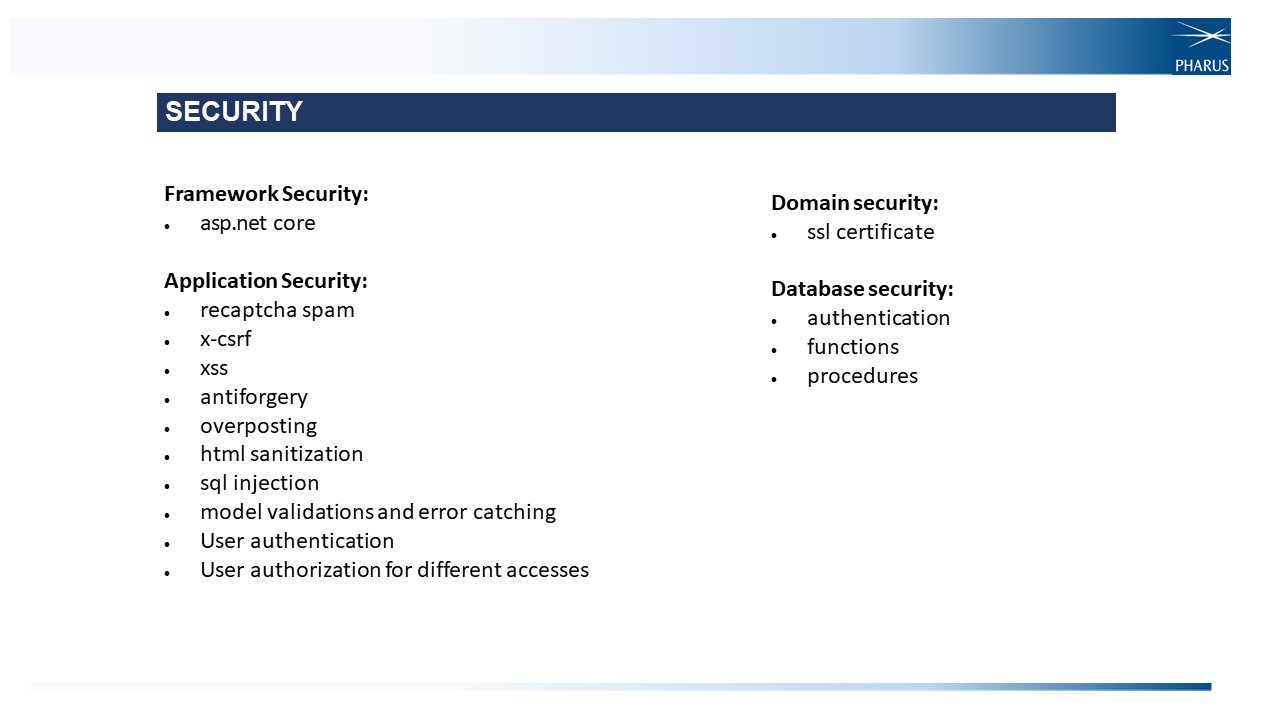 PHARUS
SECURITY
Framework Security:
• asp.net core
Application Security:
• recaptcha spam
• x-csrf
• xss
• antiforgery
• overposting
• html sanitization
• sql injection
• model validations and error catching
• User authentication
• User authorization for different accesses
Domain security:
• ssl certificate
Database security:
• authentication
• functions
• procedures